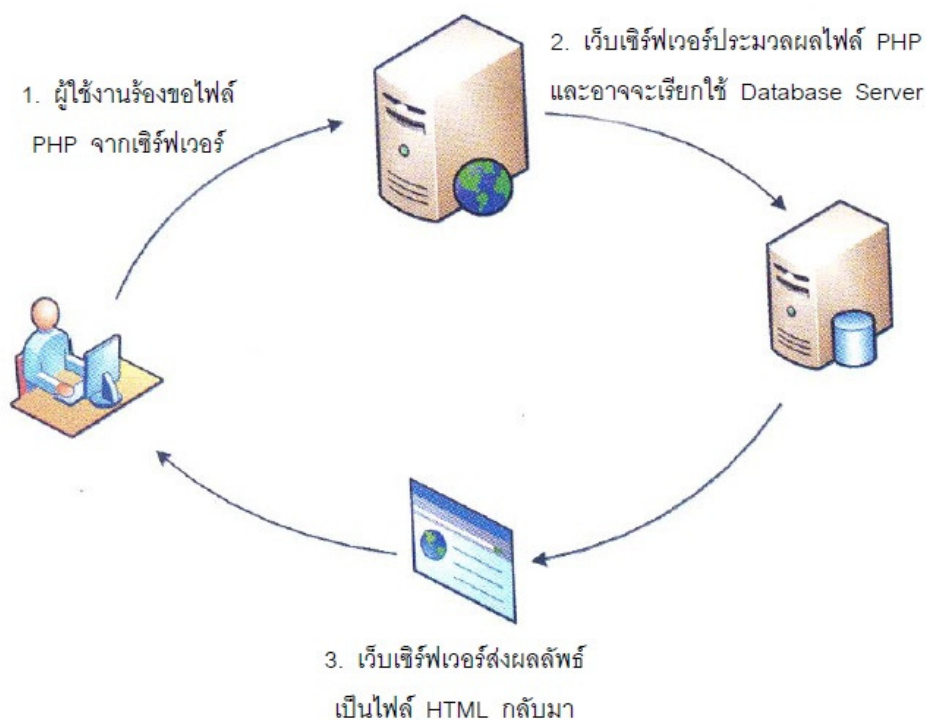 1. ผู้ใช้งานร้องขอไฟล์
PHP จากเซิร์ฟเวอร์
2. เว็บเซิร์ฟเวอร์ประมวลผลไฟล์ PHP
และอาจจะเรียกใช้ Database Server
3. เว็บเซิร์ฟเวอร์ส่งผลลัพธ์
เป็นไฟล์ HTML กลับมา